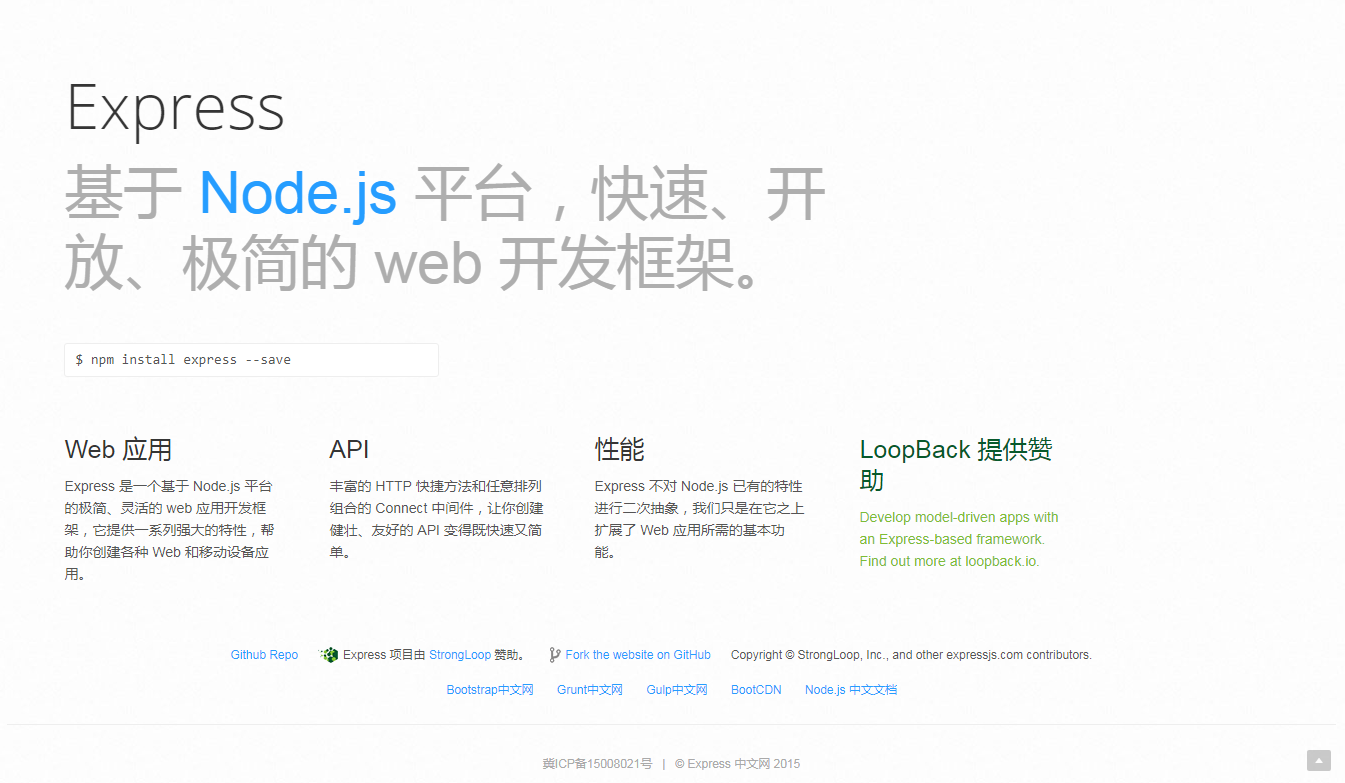 Express
基于 Node.js 平台，快速、开
放、极简的 web 开发框架。
$ npm install express --save
Web 应用
Express 是一个基于 Node.js 平台
的极简、灵活的 web 应用开发框
架，它提供一系列强大的特性，帮
助你创建各种 Web 和移动设备应
用。
API
丰富的 HTTP 快捷方法和任意排列
组合的 Connect 中间件，让你创建
健壮、友好的 API 变得既快速又简
单。
性能
Express 不对 Node.js 已有的特性
进行二次抽象，我们只是在它之上
扩展了 Web 应用所需的基本功
能。
LoopBack 提供赞
助
Develop model-driven apps with
an Express-based framework.
Find out more at loopback.io.
Github Repo Express 项目由 StrongLoop 赞助。 Fork the website on GitHub Copyright © StrongLoop, Inc., and other expressjs.com contributors.
Bootstrap中文网 Grunt中文网 Gulp中文网 BootCDN Node.js 中文文档
冀ICP备15008021号 | © Express 中文网 2015